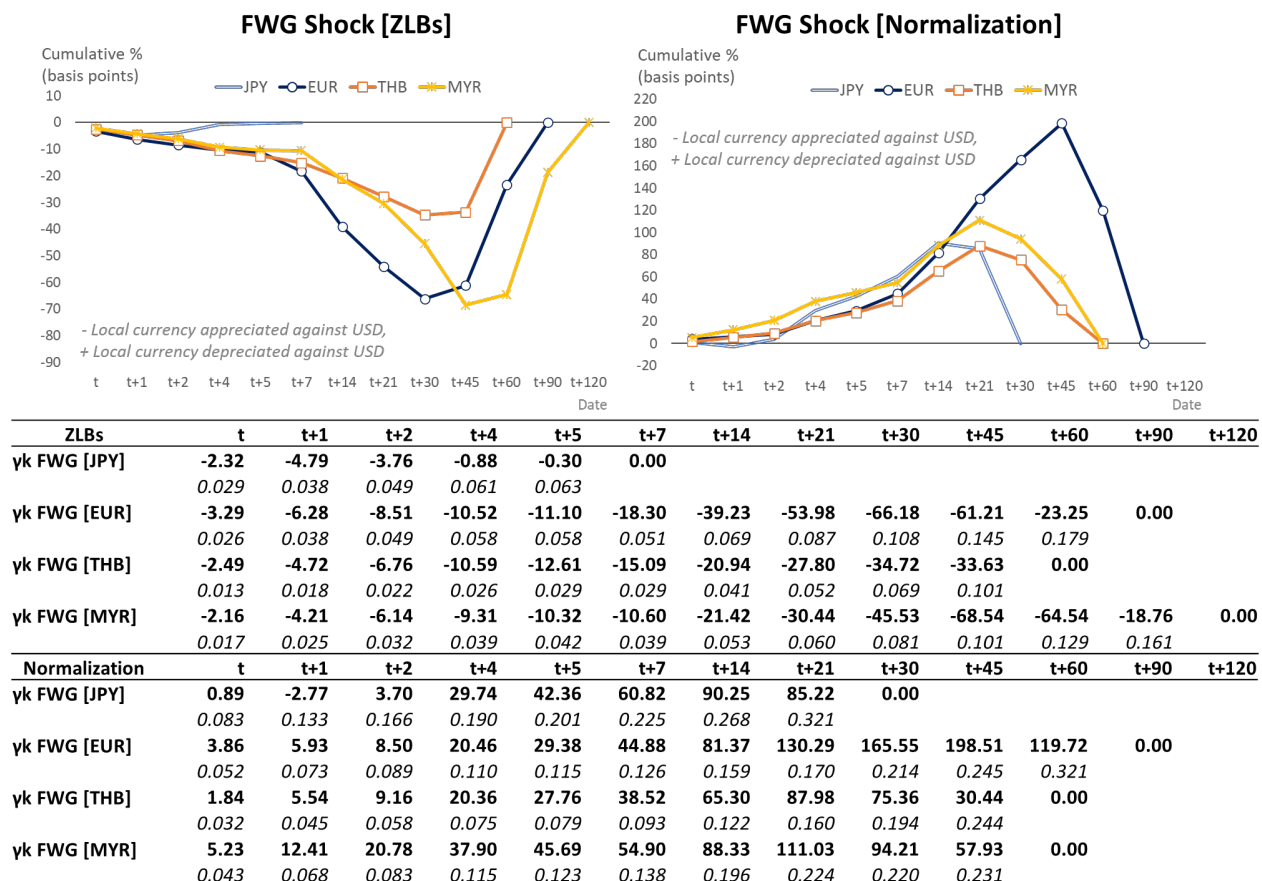 FWG Shock [ZLBs]
Cumulative %
(basis points)
JPY EUR THB MYR
10
0
-10
-20
-30
-40
-50
-60
-70
-80
-90
- Local currency appreciated against USD,
+ Local currency depreciated against USD
t t+1 t+2 t+4 t+5 t+7 t+14 t+21 t+30 t+45 t+60 t+90 t+120
Date
FWG Shock [Normalization]
Cumulative %
(basis points)
JPY EUR THB MYR
220
200
180
160
140
120
100
80
60
40
20
0
-20
- Local currency appreciated against USD,
+ Local currency depreciated against USD
t t+1 t+2 t+4 t+5 t+7 t+14 t+21 t+30 t+45 t+60 t+90 t+120
Date
ZLBs t t+1 t+2 t+4 t+5 t+7 t+14 t+21 t+30 t+45 t+60 t+90 t+120
γk FWG [JPY] -2.32 -4.79 -3.76 -0.88 -0.30 0.00
0.029 0.038 0.049 0.061 0.063
γk FWG [EUR] -3.29 -6.28 -8.51 -10.52 -11.10 -18.30 -39.23 -53.98 -66.18 -61.21 -23.25 0.00
0.026 0.038 0.049 0.058 0.058 0.051 0.069 0.087 0.108 0.145 0.179
γk FWG [THB] -2.49 -4.72 -6.76 -10.59 -12.61 -15.09 -20.94 -27.80 -34.72 -33.63 0.00
0.013 0.018 0.022 0.026 0.029 0.029 0.041 0.052 0.069 0.101
γk FWG [MYR] -2.16 -4.21 -6.14 -9.31 -10.32 -10.60 -21.42 -30.44 -45.53 -68.54 -64.54 -18.76 0.00
0.017 0.025 0.032 0.039 0.042 0.039 0.053 0.060 0.081 0.101 0.129 0.161
Normalization t t+1 t+2 t+4 t+5 t+7 t+14 t+21 t+30 t+45 t+60 t+90 t+120
γk FWG [JPY] 0.89 -2.77 3.70 29.74 42.36 60.82 90.25 85.22 0.00
0.083 0.133 0.166 0.190 0.201 0.225 0.268 0.321
γk FWG [EUR] 3.86 5.93 8.50 20.46 29.38 44.88 81.37 130.29 165.55 198.51 119.72 0.00
0.052 0.073 0.089 0.110 0.115 0.126 0.159 0.170 0.214 0.245 0.321
γk FWG [THB] 1.84 5.54 9.16 20.36 27.76 38.52 65.30 87.98 75.36 30.44 0.00
0.032 0.045 0.058 0.075 0.079 0.093 0.122 0.160 0.194 0.244
γk FWG [MYR] 5.23 12.41 20.78 37.90 45.69 54.90 88.33 111.03 94.21 57.93 0.00
0.043 0.068 0.083 0.115 0.123 0.138 0.196 0.224 0.220 0.231